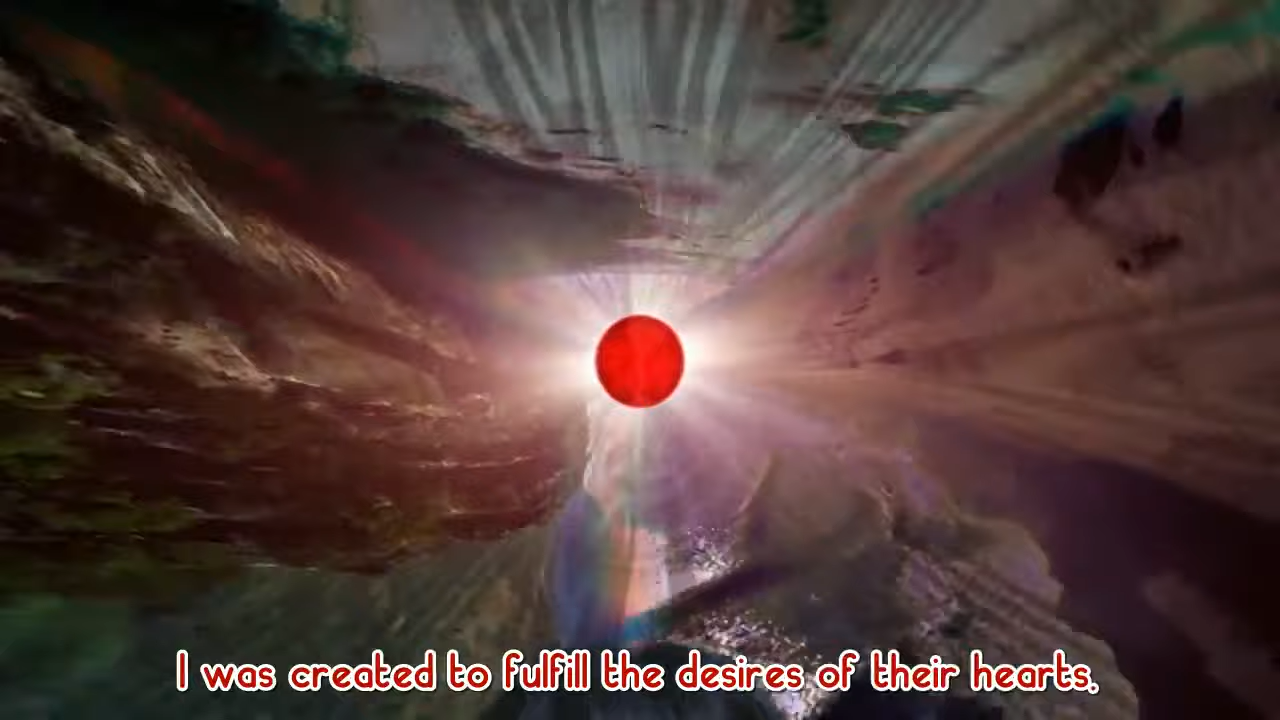 I was created to fulfill the desires of their hearts.